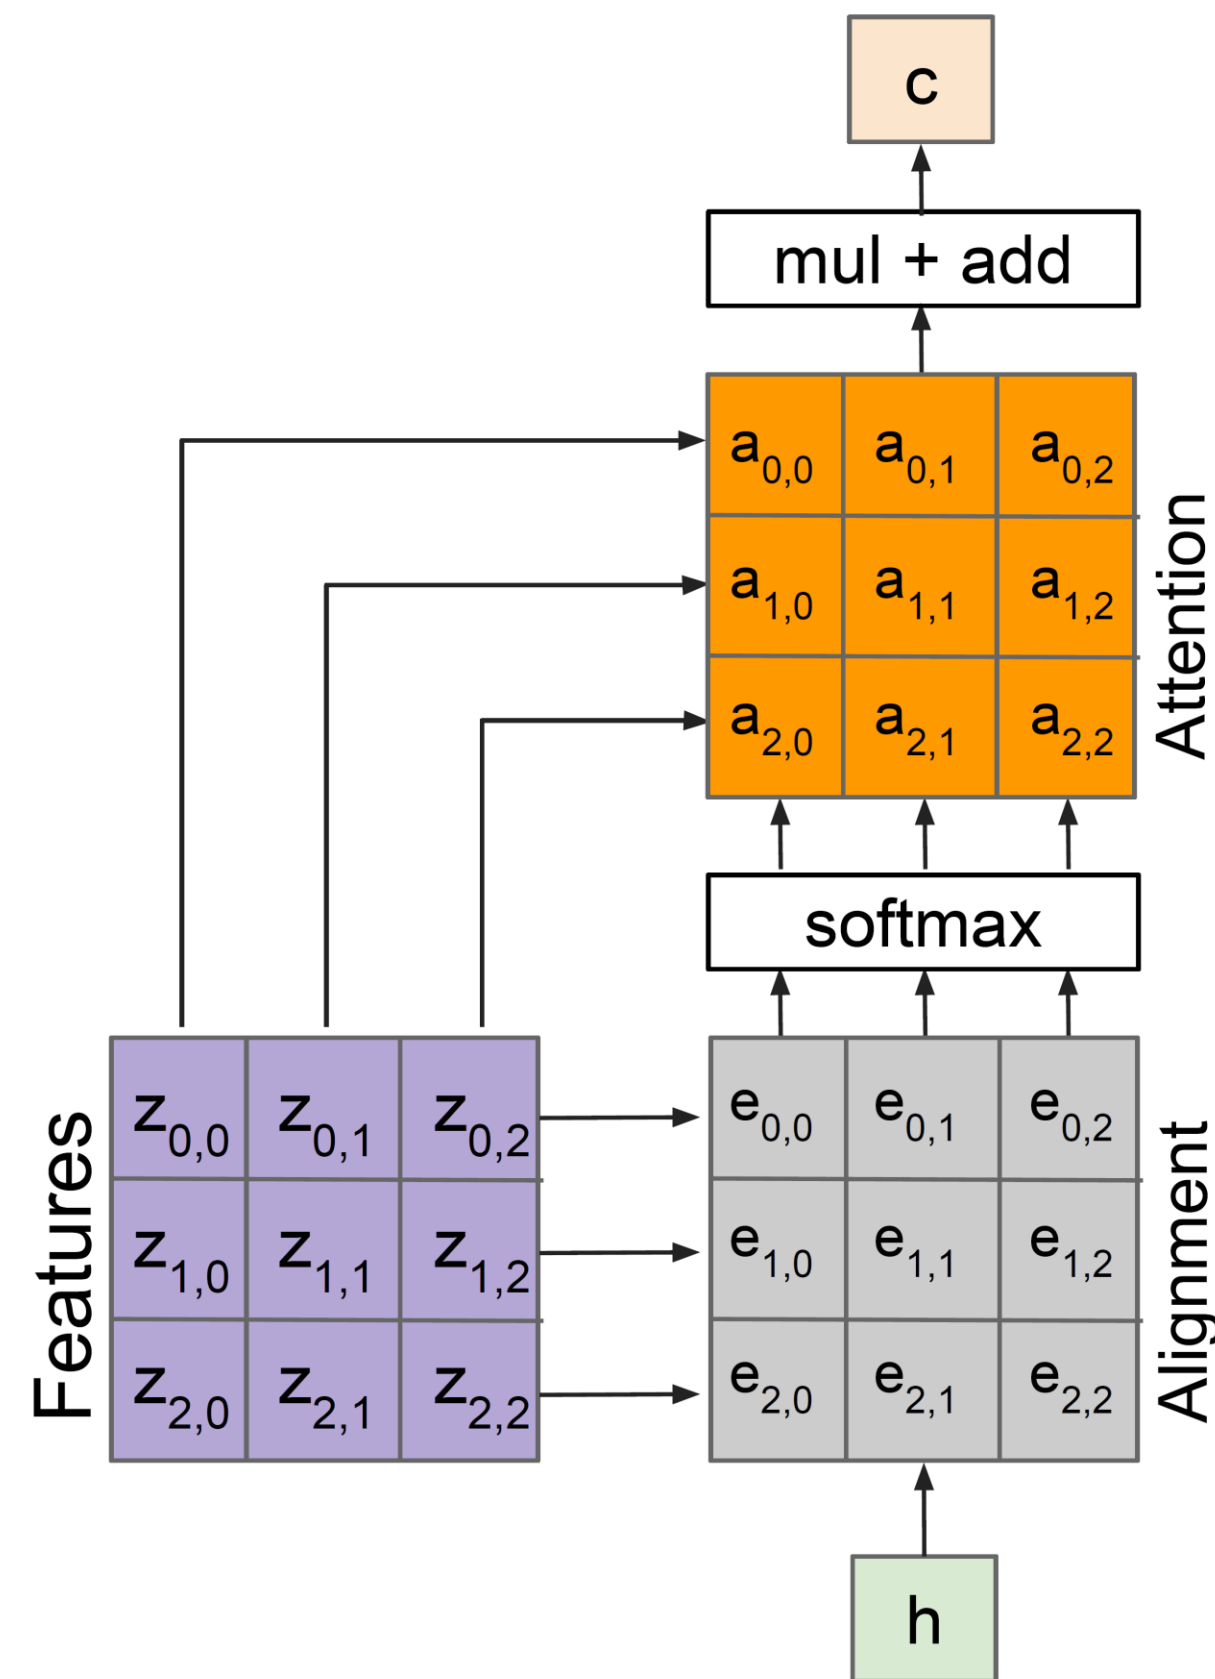 c
mul + add
a0,0 a0,1 a0,2
a1,0 a1,1 a1,2
a2,0 a2,1 a2,2
Attention
softmax
Features
z0,0 z0,1 z0,2
z1,0 z1,1 z1,2
z2,0 z2,1 z2,2
e0,0 e0,1 e0,2
e1,0 e1,1 e1,2
e2,0 e2,1 e2,2
Alignment
h